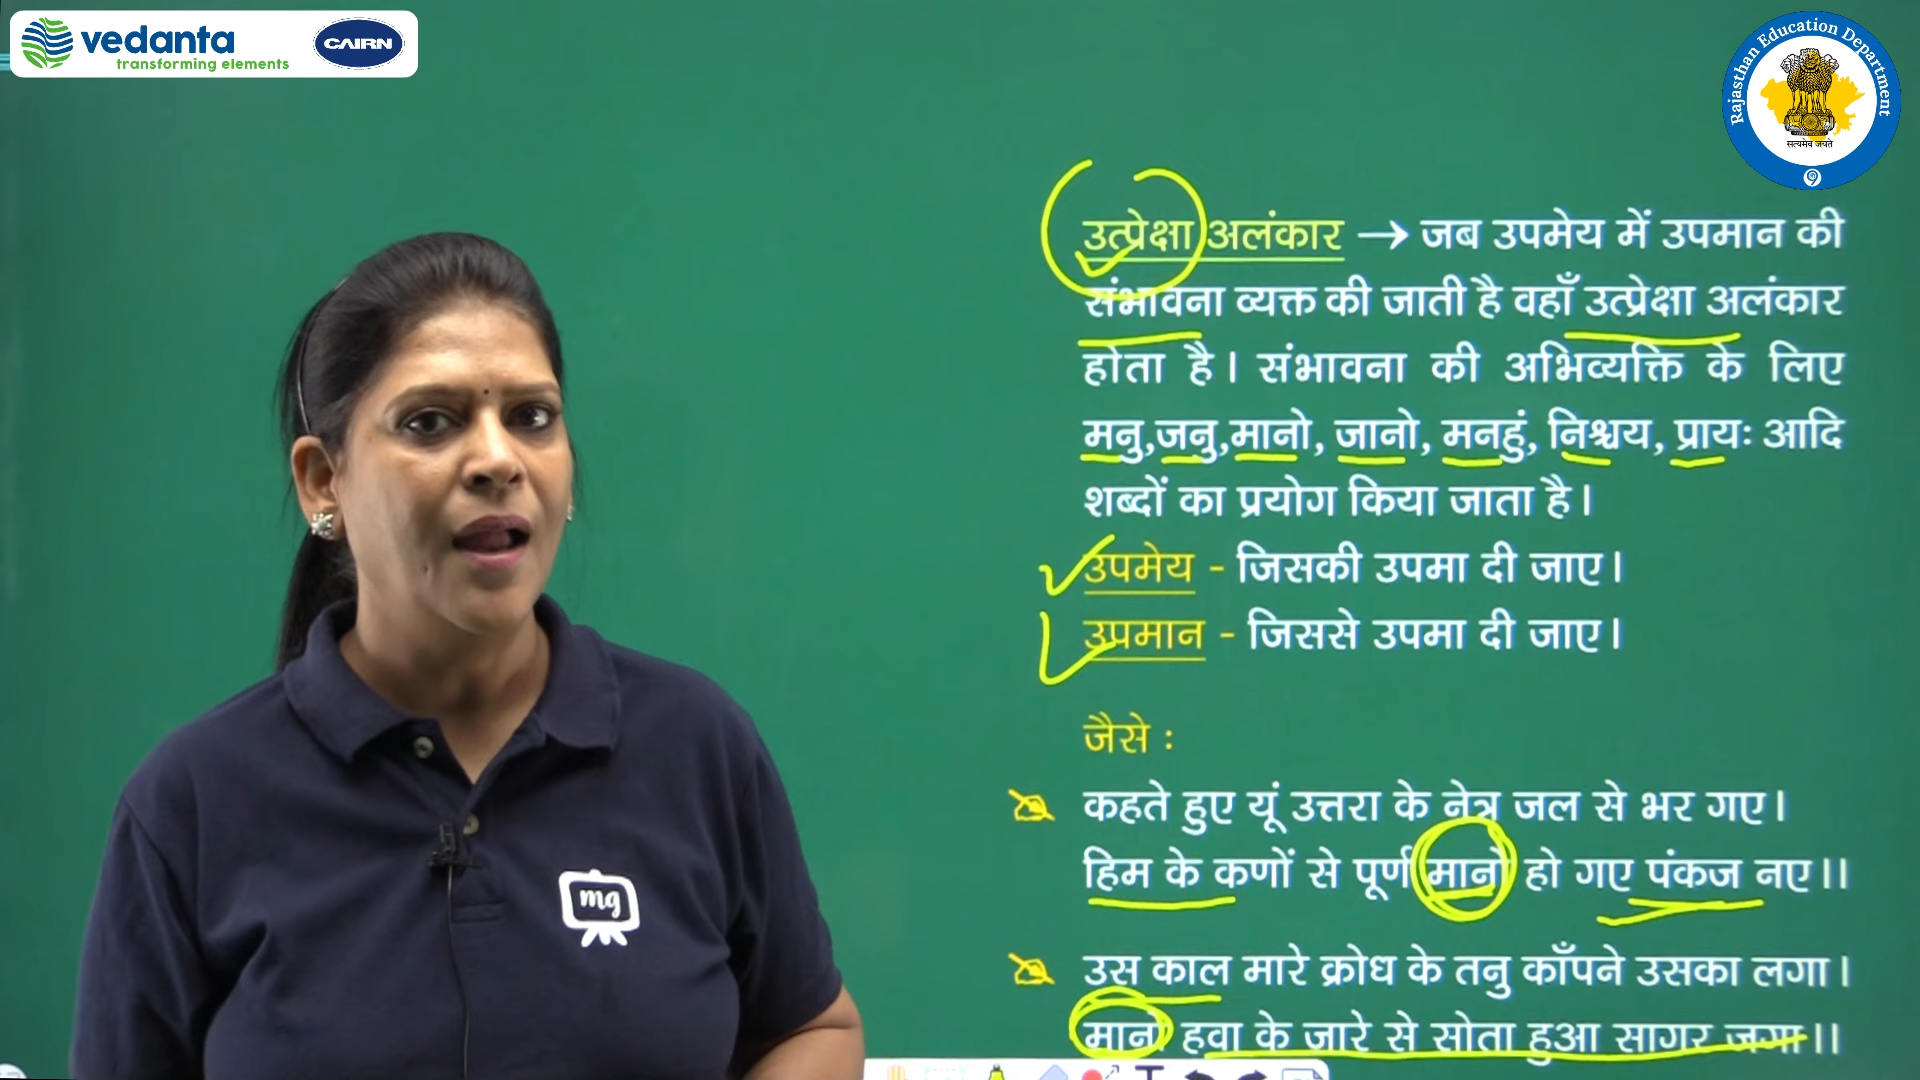 vedanta
transforming elements
CAIRN
Rajasthan Education Department
सत्यमेव जयते
उत्प्रेक्षा अलंकार → जब उपमेय में उपमान की
संभावना व्यक्त की जाती है वहाँ उत्प्रेक्षा अलंकार
होता है। संभावना की अभिव्यक्ति के लिए
मनु,जनु,मानो, जानो, मनहुं, निश्चय, प्रायः आदि
शब्दों का प्रयोग किया जाता है।
उपमेय - जिसकी उपमा दी जाए।
उपमान - जिससे उपमा दी जाए।
जैसे :
कहते हुए यूं उत्तरा के नेत्र जल से भर गए।
हिम के कणों से पूर्ण मानो हो गए पंकज नए।।
उस काल मारे क्रोध के तनु काँपने उसका लगा।
मानो हवा के जारे से सोता हुआ सागर जगा।।
mg